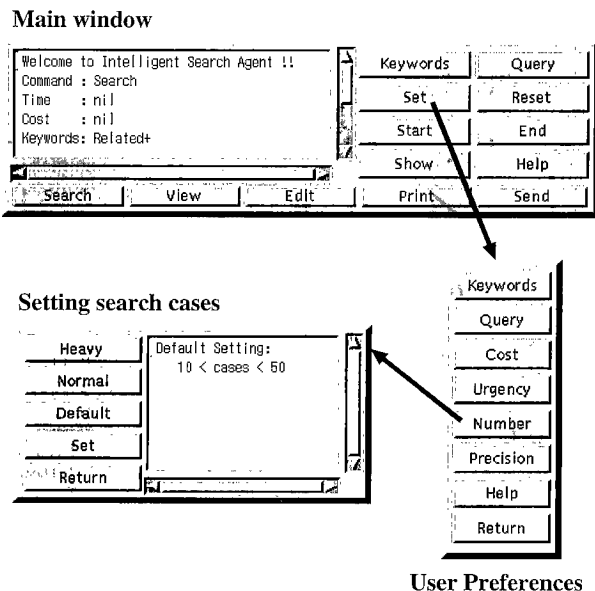 Main window
Welcome to Intelligent Search Agent !!
Command : Search
Time : nil
Cost : nil
Keywords: Related+
Keywords Query
Set Reset
Start End
Show Help
Search View Edit Print Send
Setting search cases
Heavy
Normal
Default
Set
Return
Default Setting:
10 < cases < 50
Keywords
Query
Cost
Urgency
Number
Precision
Help
Return
User Preferences